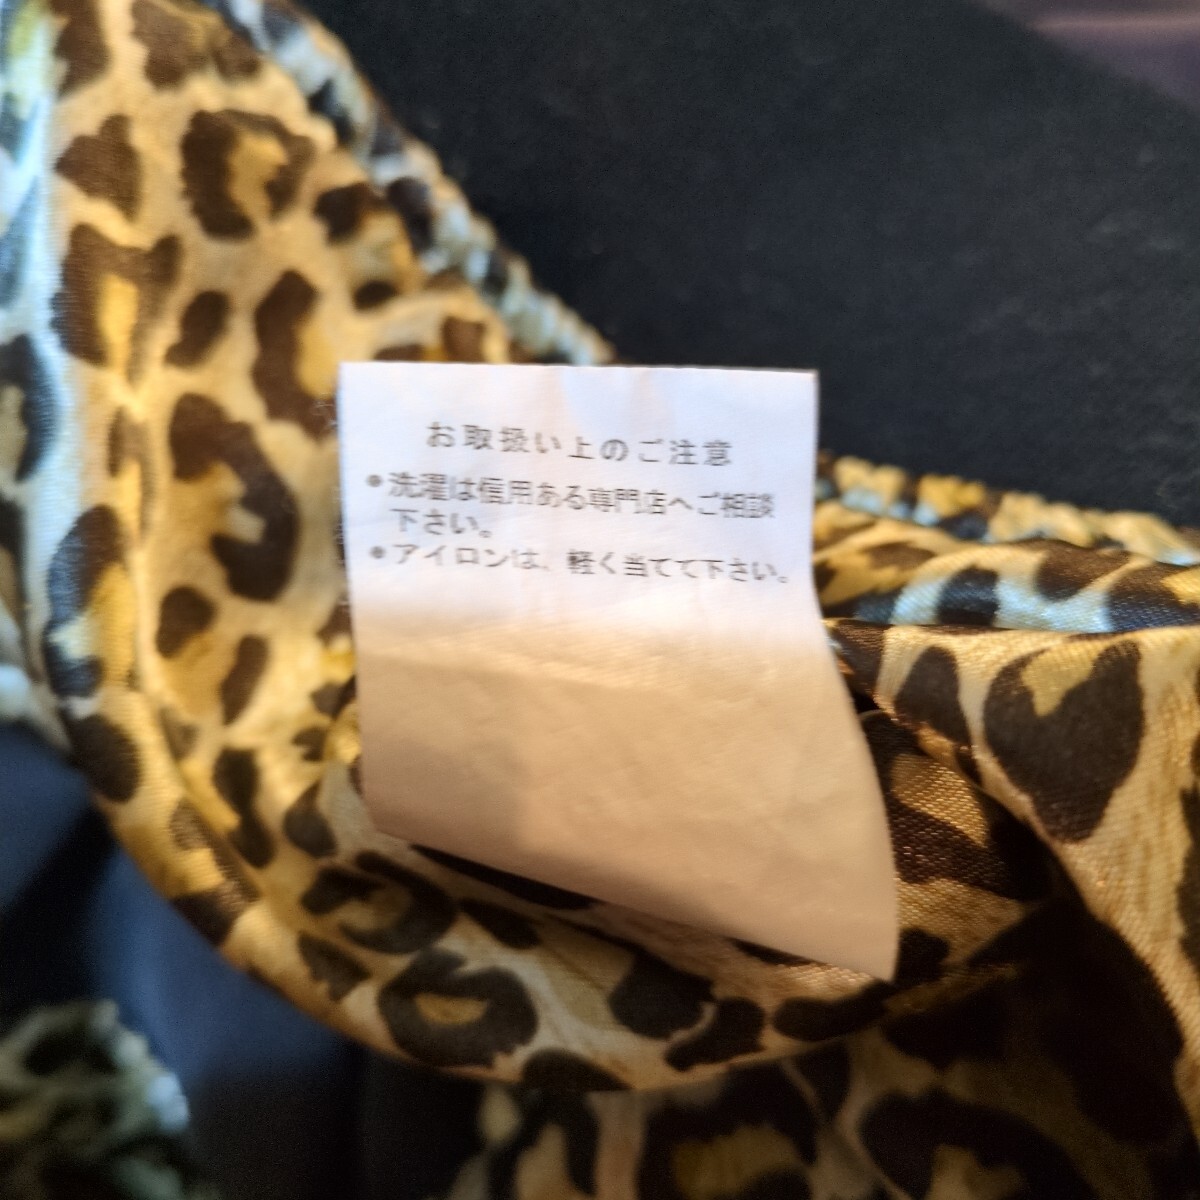 お取扱い上のご注意
●洗濯は信用ある専門店へご相談
下さい。
●アイロンは、軽く当てて下さい。